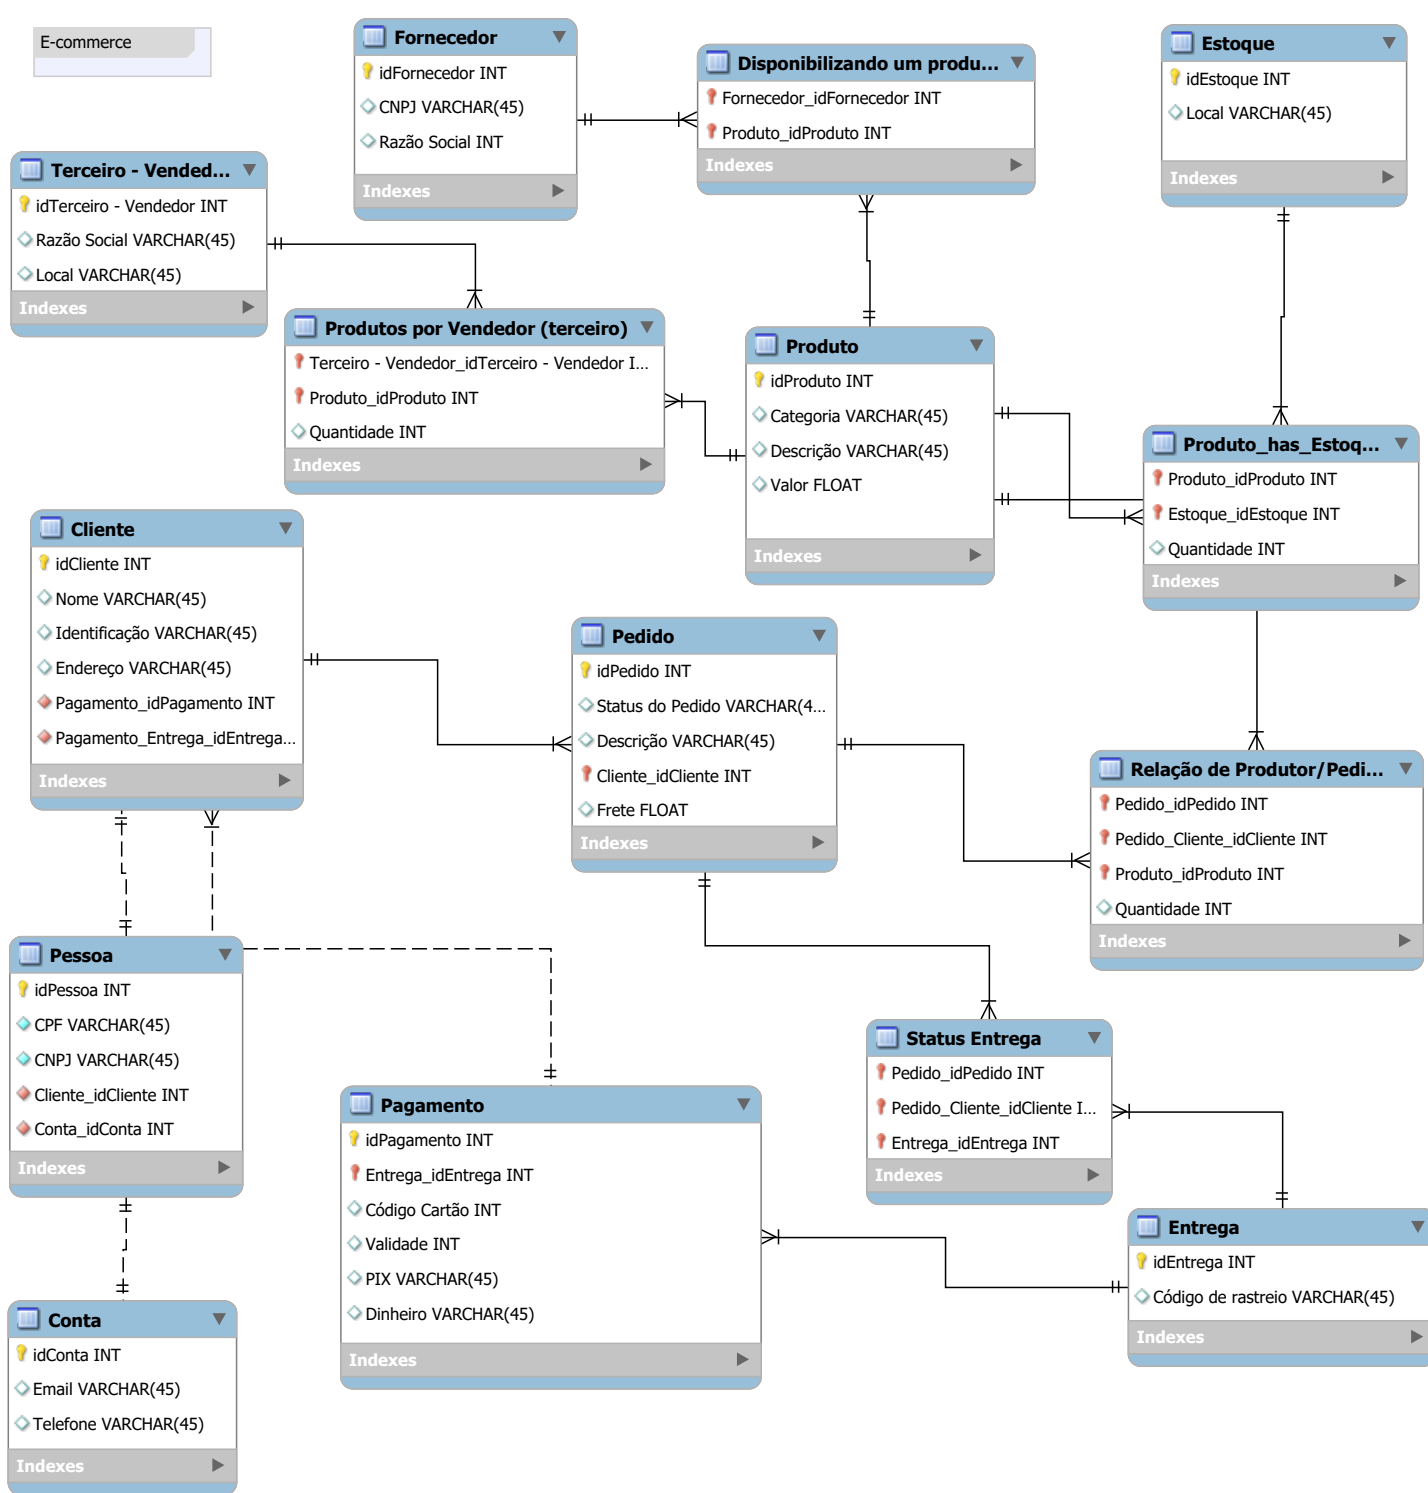 E-commerce
Fornecedor
idFornecedor INT
CNPJ VARCHAR(45)
Razão Social INT
Indexes
Disponibilizando um produ...
Fornecedor_idFornecedor INT
Produto_idProduto INT
Indexes
Estoque
idEstoque INT
Local VARCHAR(45)
Indexes
Terceiro - Vended...
idTerceiro - Vendedor INT
Razão Social VARCHAR(45)
Local VARCHAR(45)
Indexes
Produtos por Vendedor (terceiro)
Terceiro - Vendedor_idTerceiro - Vendedor I...
Produto_idProduto INT
Quantidade INT
Indexes
Produto
idProduto INT
Categoria VARCHAR(45)
Descrição VARCHAR(45)
Valor FLOAT
Indexes
Produto_has_Estoq...
Produto_idProduto INT
Estoque_idEstoque INT
Quantidade INT
Indexes
Cliente
idCliente INT
Nome VARCHAR(45)
Identificação VARCHAR(45)
Endereço VARCHAR(45)
Pagamento_idPagamento INT
Pagamento_Entrega_idEntrega...
Indexes
Pedido
idPedido INT
Status do Pedido VARCHAR(4...
Descrição VARCHAR(45)
Cliente_idCliente INT
Frete FLOAT
Indexes
Relação de Produtor/Pedi...
Pedido_idPedido INT
Pedido_Cliente_idCliente INT
Produto_idProduto INT
Quantidade INT
Indexes
Pessoa
idPessoa INT
CPF VARCHAR(45)
CNPJ VARCHAR(45)
Cliente_idCliente INT
Conta_idConta INT
Indexes
Status Entrega
Pedido_idPedido INT
Pedido_Cliente_idCliente I...
Entrega_idEntrega INT
Indexes
Pagamento
idPagamento INT
Entrega_idEntrega INT
Código Cartão INT
Validade INT
PIX VARCHAR(45)
Dinheiro VARCHAR(45)
Indexes
Entrega
idEntrega INT
Código de rastreio VARCHAR(45)
Indexes
Conta
idConta INT
Email VARCHAR(45)
Telefone VARCHAR(45)
Indexes